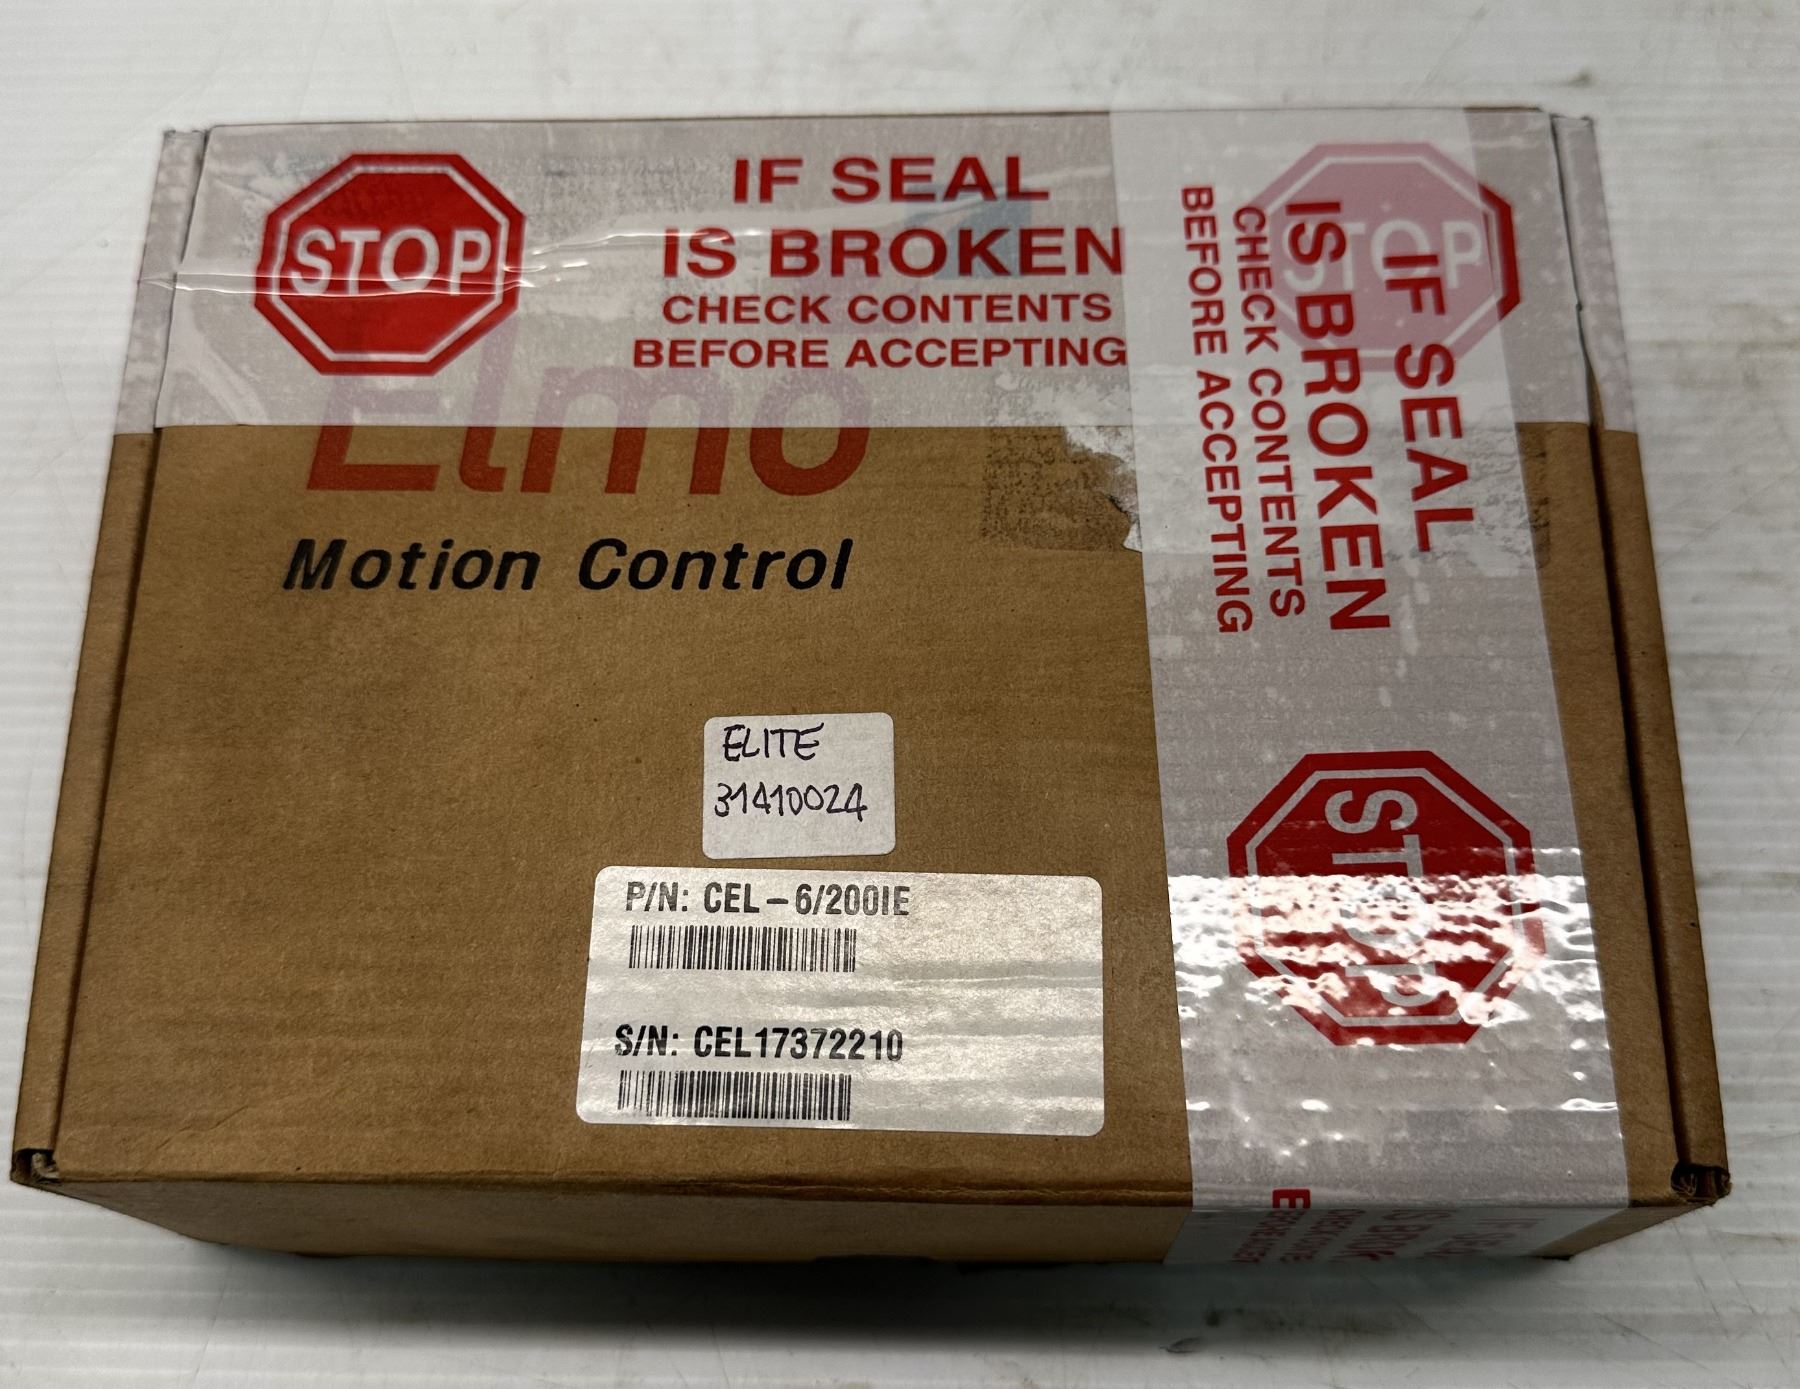 STOP
IF SEAL
IS BROKEN
CHECK CONTENTS
BEFORE ACCEPTING
STOP
IF SEAL
IS BROKEN
CHECK CONTENTS
BEFORE ACCEPTING
Elmo
Motion Control
ELITE
31410024
P/N: CEL-6/200IE
S/N: CEL17372210
STOP